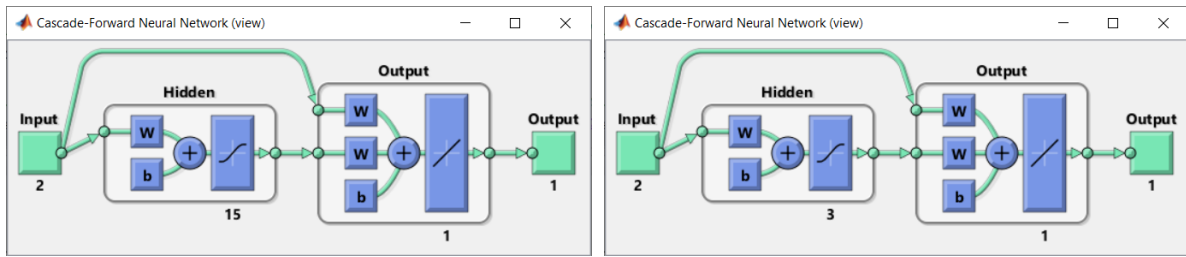 Cascade-Forward Neural Network (view)
Output
Hidden
Input
W
W
W
b
b
Output
2
15
1
1
Cascade-Forward Neural Network (view)
Output
Hidden
Input
W
W
W
b
b
Output
2
3
1
1